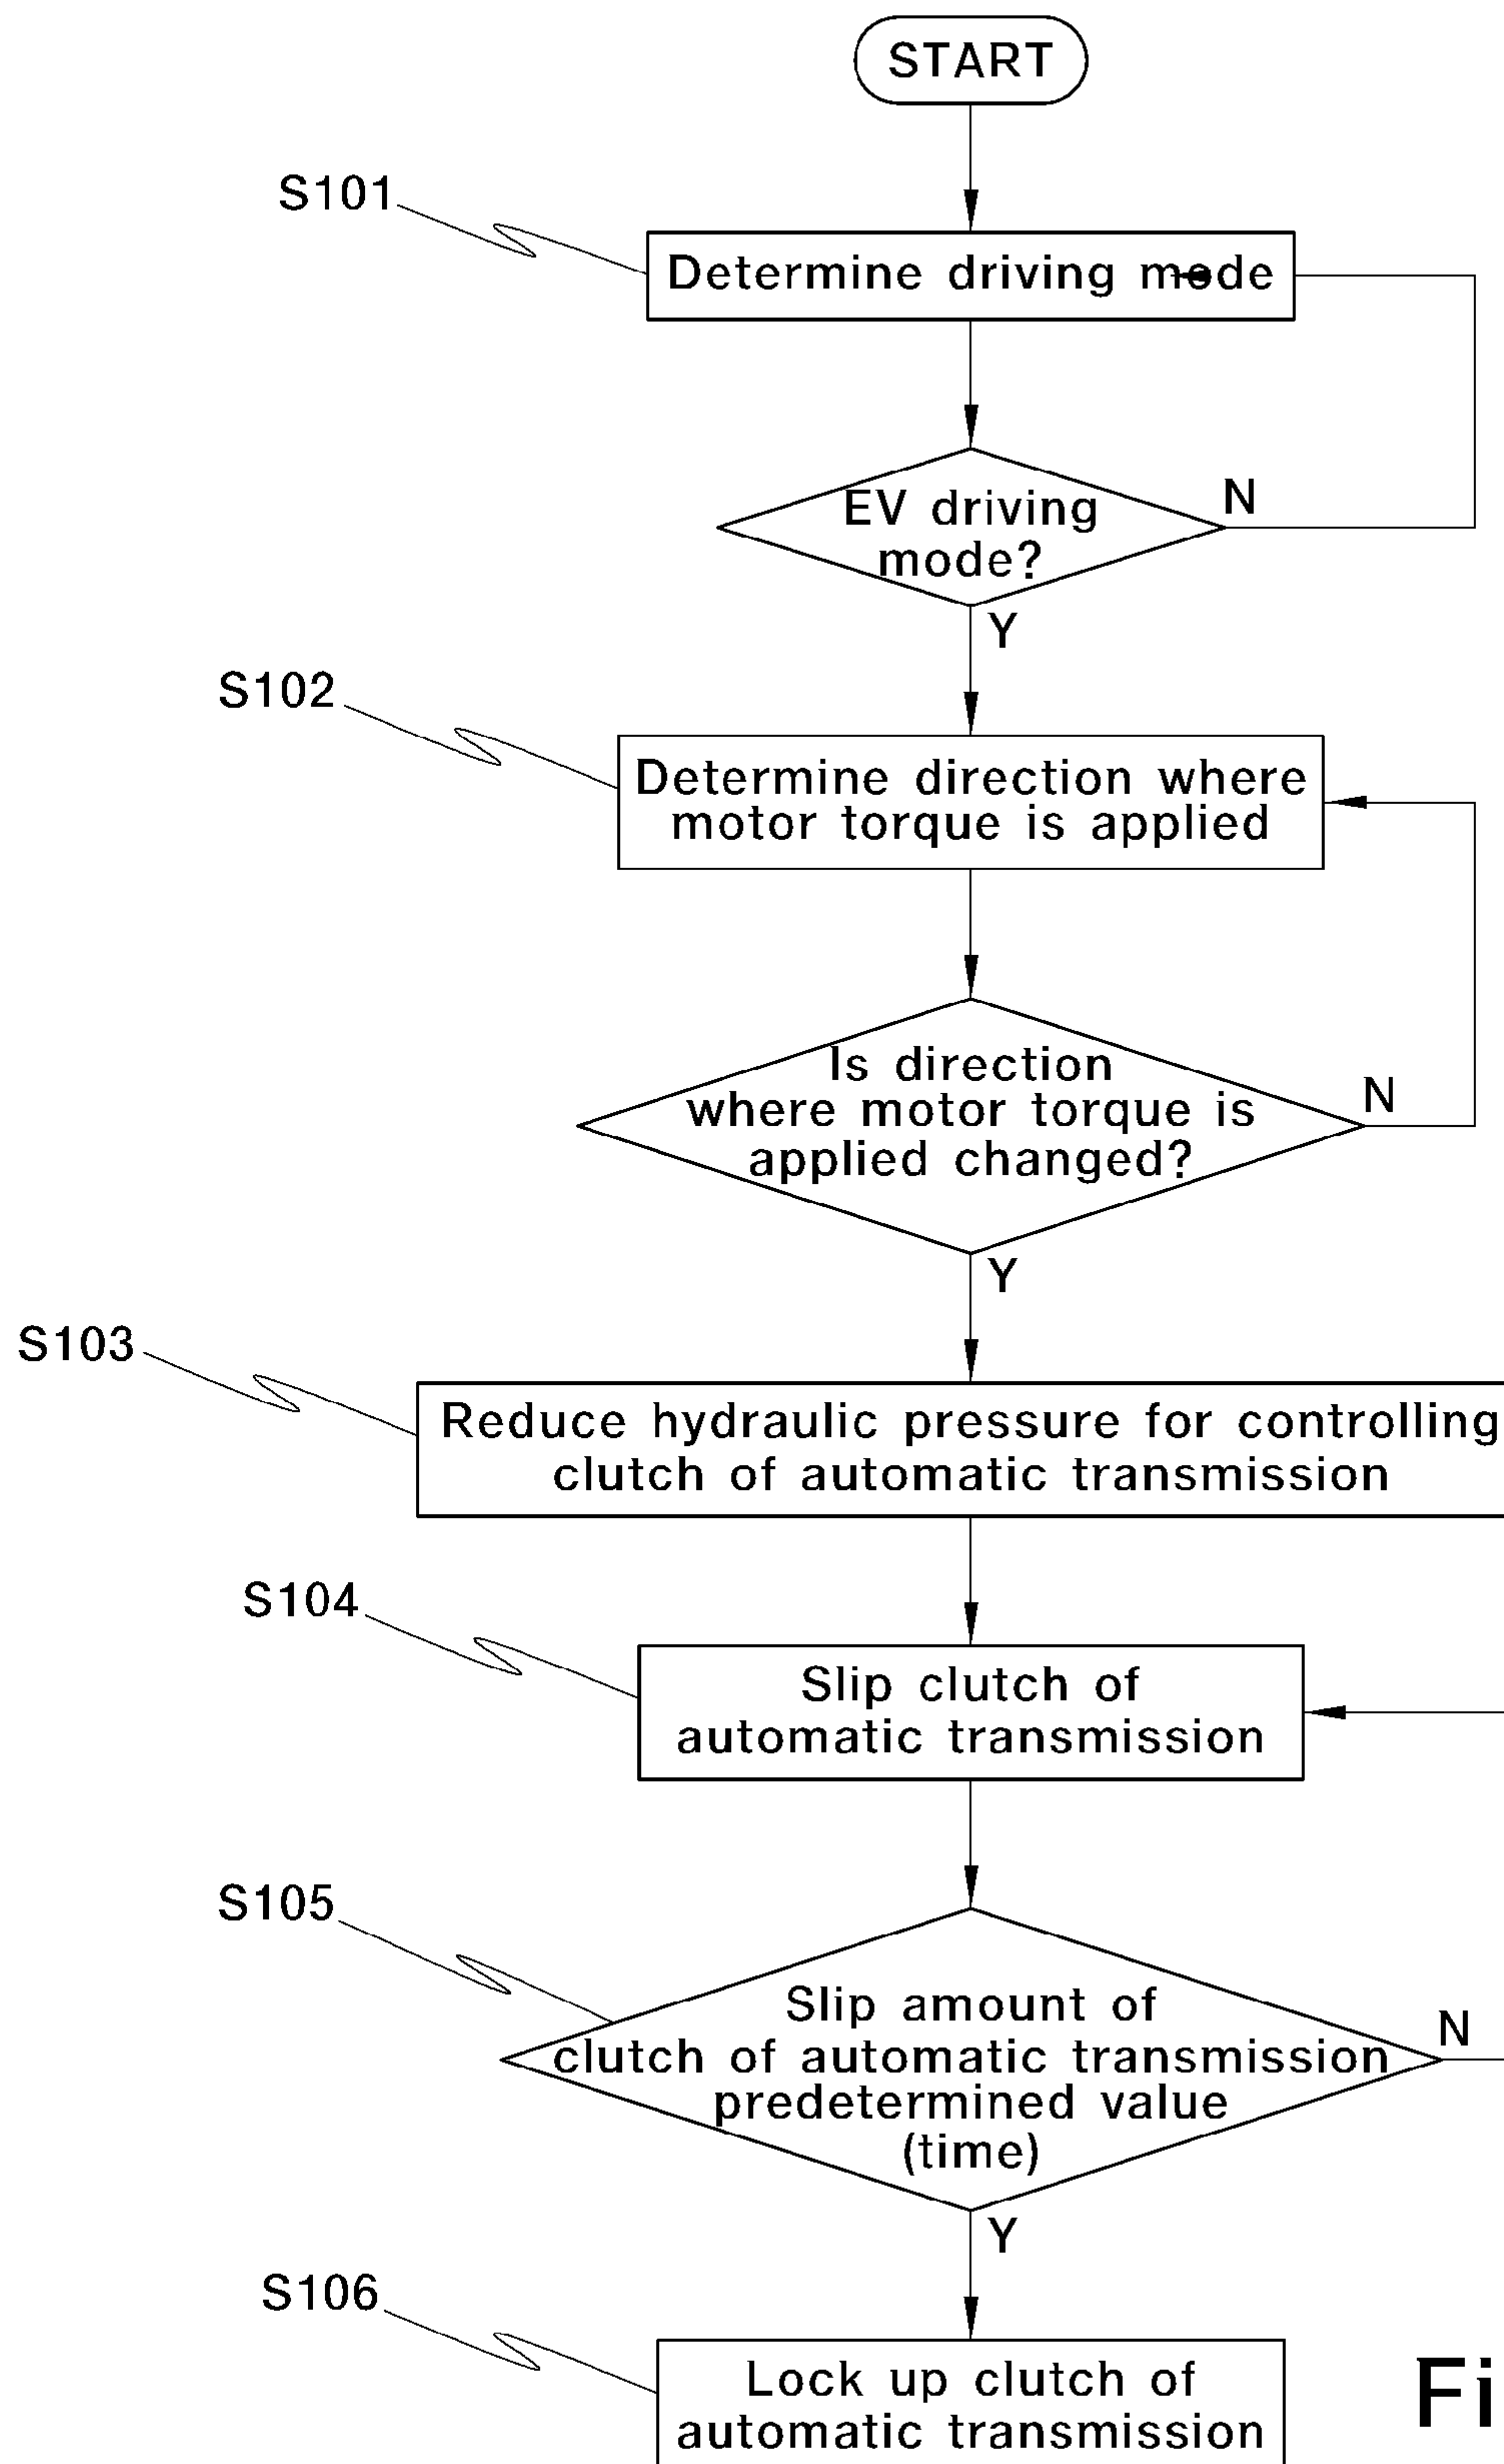 START
S101
Determine driving mode
EV driving
mode?
N
Y
S102
Determine direction where
motor torque is applied
Is direction
where motor torque is
applied changed?
N
Y
S103
Reduce hydraulic pressure for controlling
clutch of automatic transmission
S104
Slip clutch of
automatic transmission
S105
Slip amount of
clutch of automatic transmission
predetermined value
(time)
N
Y
S106
Lock up clutch of
automatic transmission
Fi